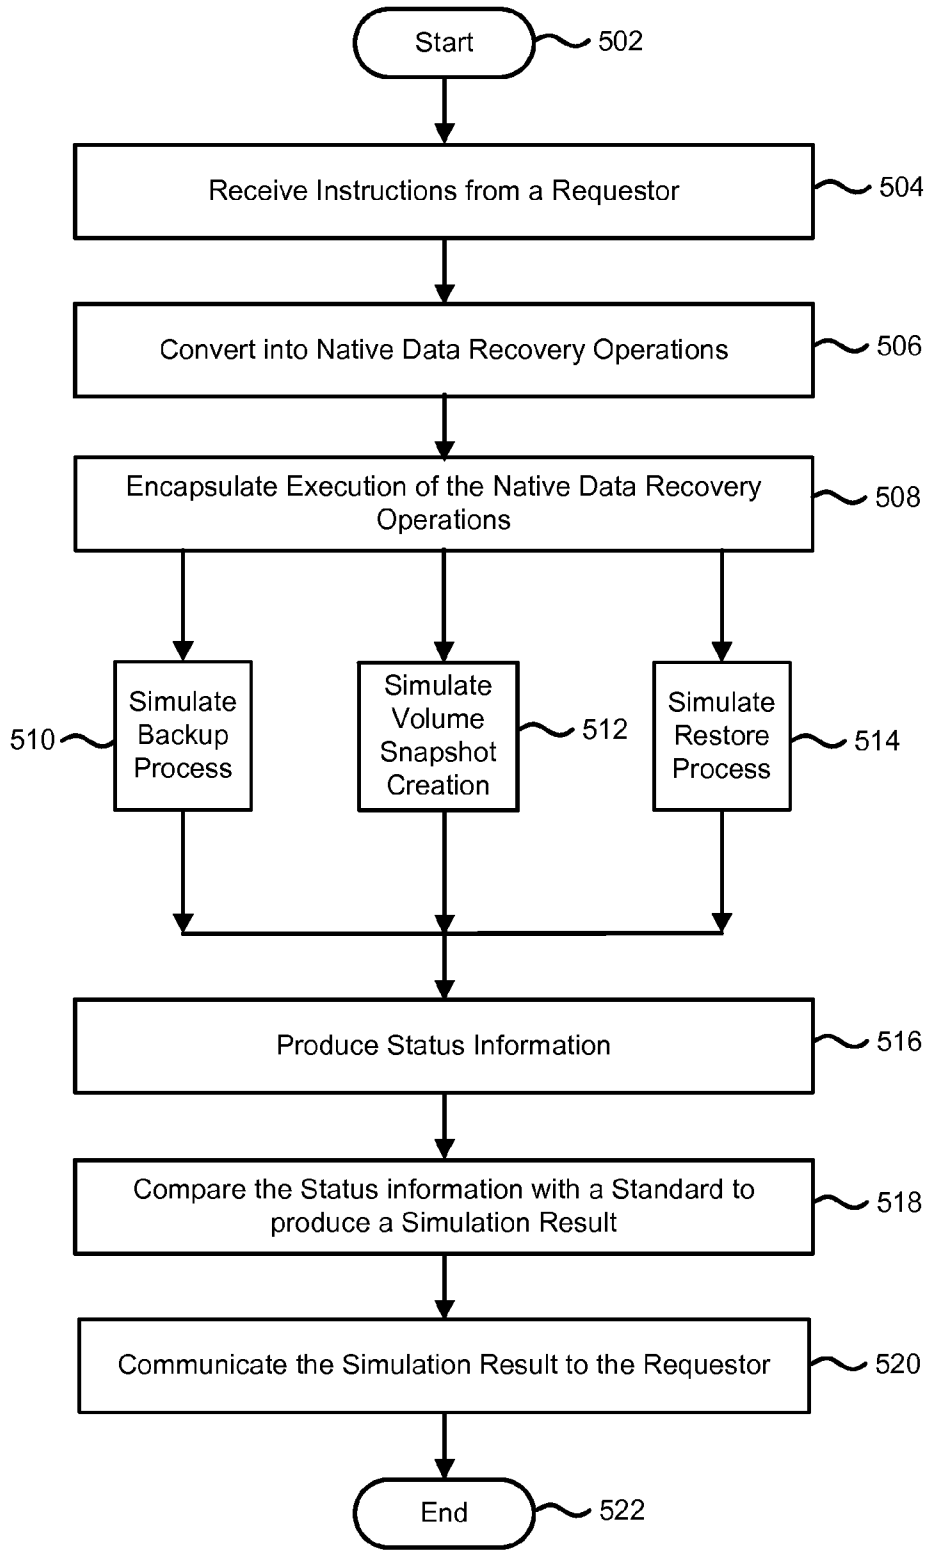 Start
502
Receive Instructions from a Requestor
504
Convert into Native Data Recovery Operations
506
Encapsulate Execution of the Native Data Recovery
Operations
508
510
Simulate
Backup
Process
Simulate
Volume
Snapshot
Creation
512
Simulate
Restore
Process
514
Produce Status Information
516
Compare the Status information with a Standard to
produce a Simulation Result
518
Communicate the Simulation Result to the Requestor
520
End
522